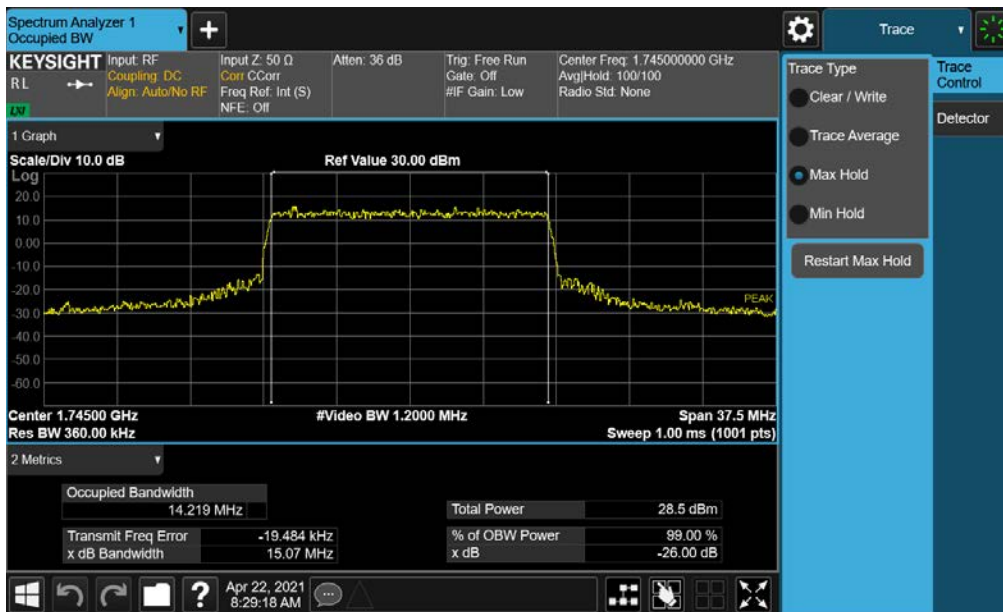 Spectrum Analyzer 1
Occupied BW
+
Trace
KEYSIGHT
RL
LXI
Input: RF
Coupling: DC
Align: Auto/No RF
Input Z: 50 Ω
Corr CCorr
Freq Ref: Int (S)
NFE: Off
Atten: 36 dB
Trig: Free Run
Gate: Off
#IF Gain: Low
Center Freq: 1.745000000 GHz
Avg|Hold: 100/100
Radio Std: None
Trace Type
Clear / Write
Trace Average
Max Hold
Min Hold
Restart Max Hold
Trace
Control
Detector
1 Graph
Scale/Div 10.0 dB
Ref Value 30.00 dBm
Log
20.0
10.0
0.00
-10.0
-20.0
-30.0
-40.0
-50.0
-60.0
PEAK
Center 1.74500 GHz
#Video BW 1.2000 MHz
Span 37.5 MHz
Res BW 360.00 kHz
Sweep 1.00 ms (1001 pts)
2 Metrics
Occupied Bandwidth
14.219 MHz
Total Power 28.5 dBm
Transmit Freq Error -19.484 kHz
% of OBW Power 99.00 %
x dB Bandwidth 15.07 MHz
x dB -26.00 dB
?
Apr 22, 2021
8:29:18 AM